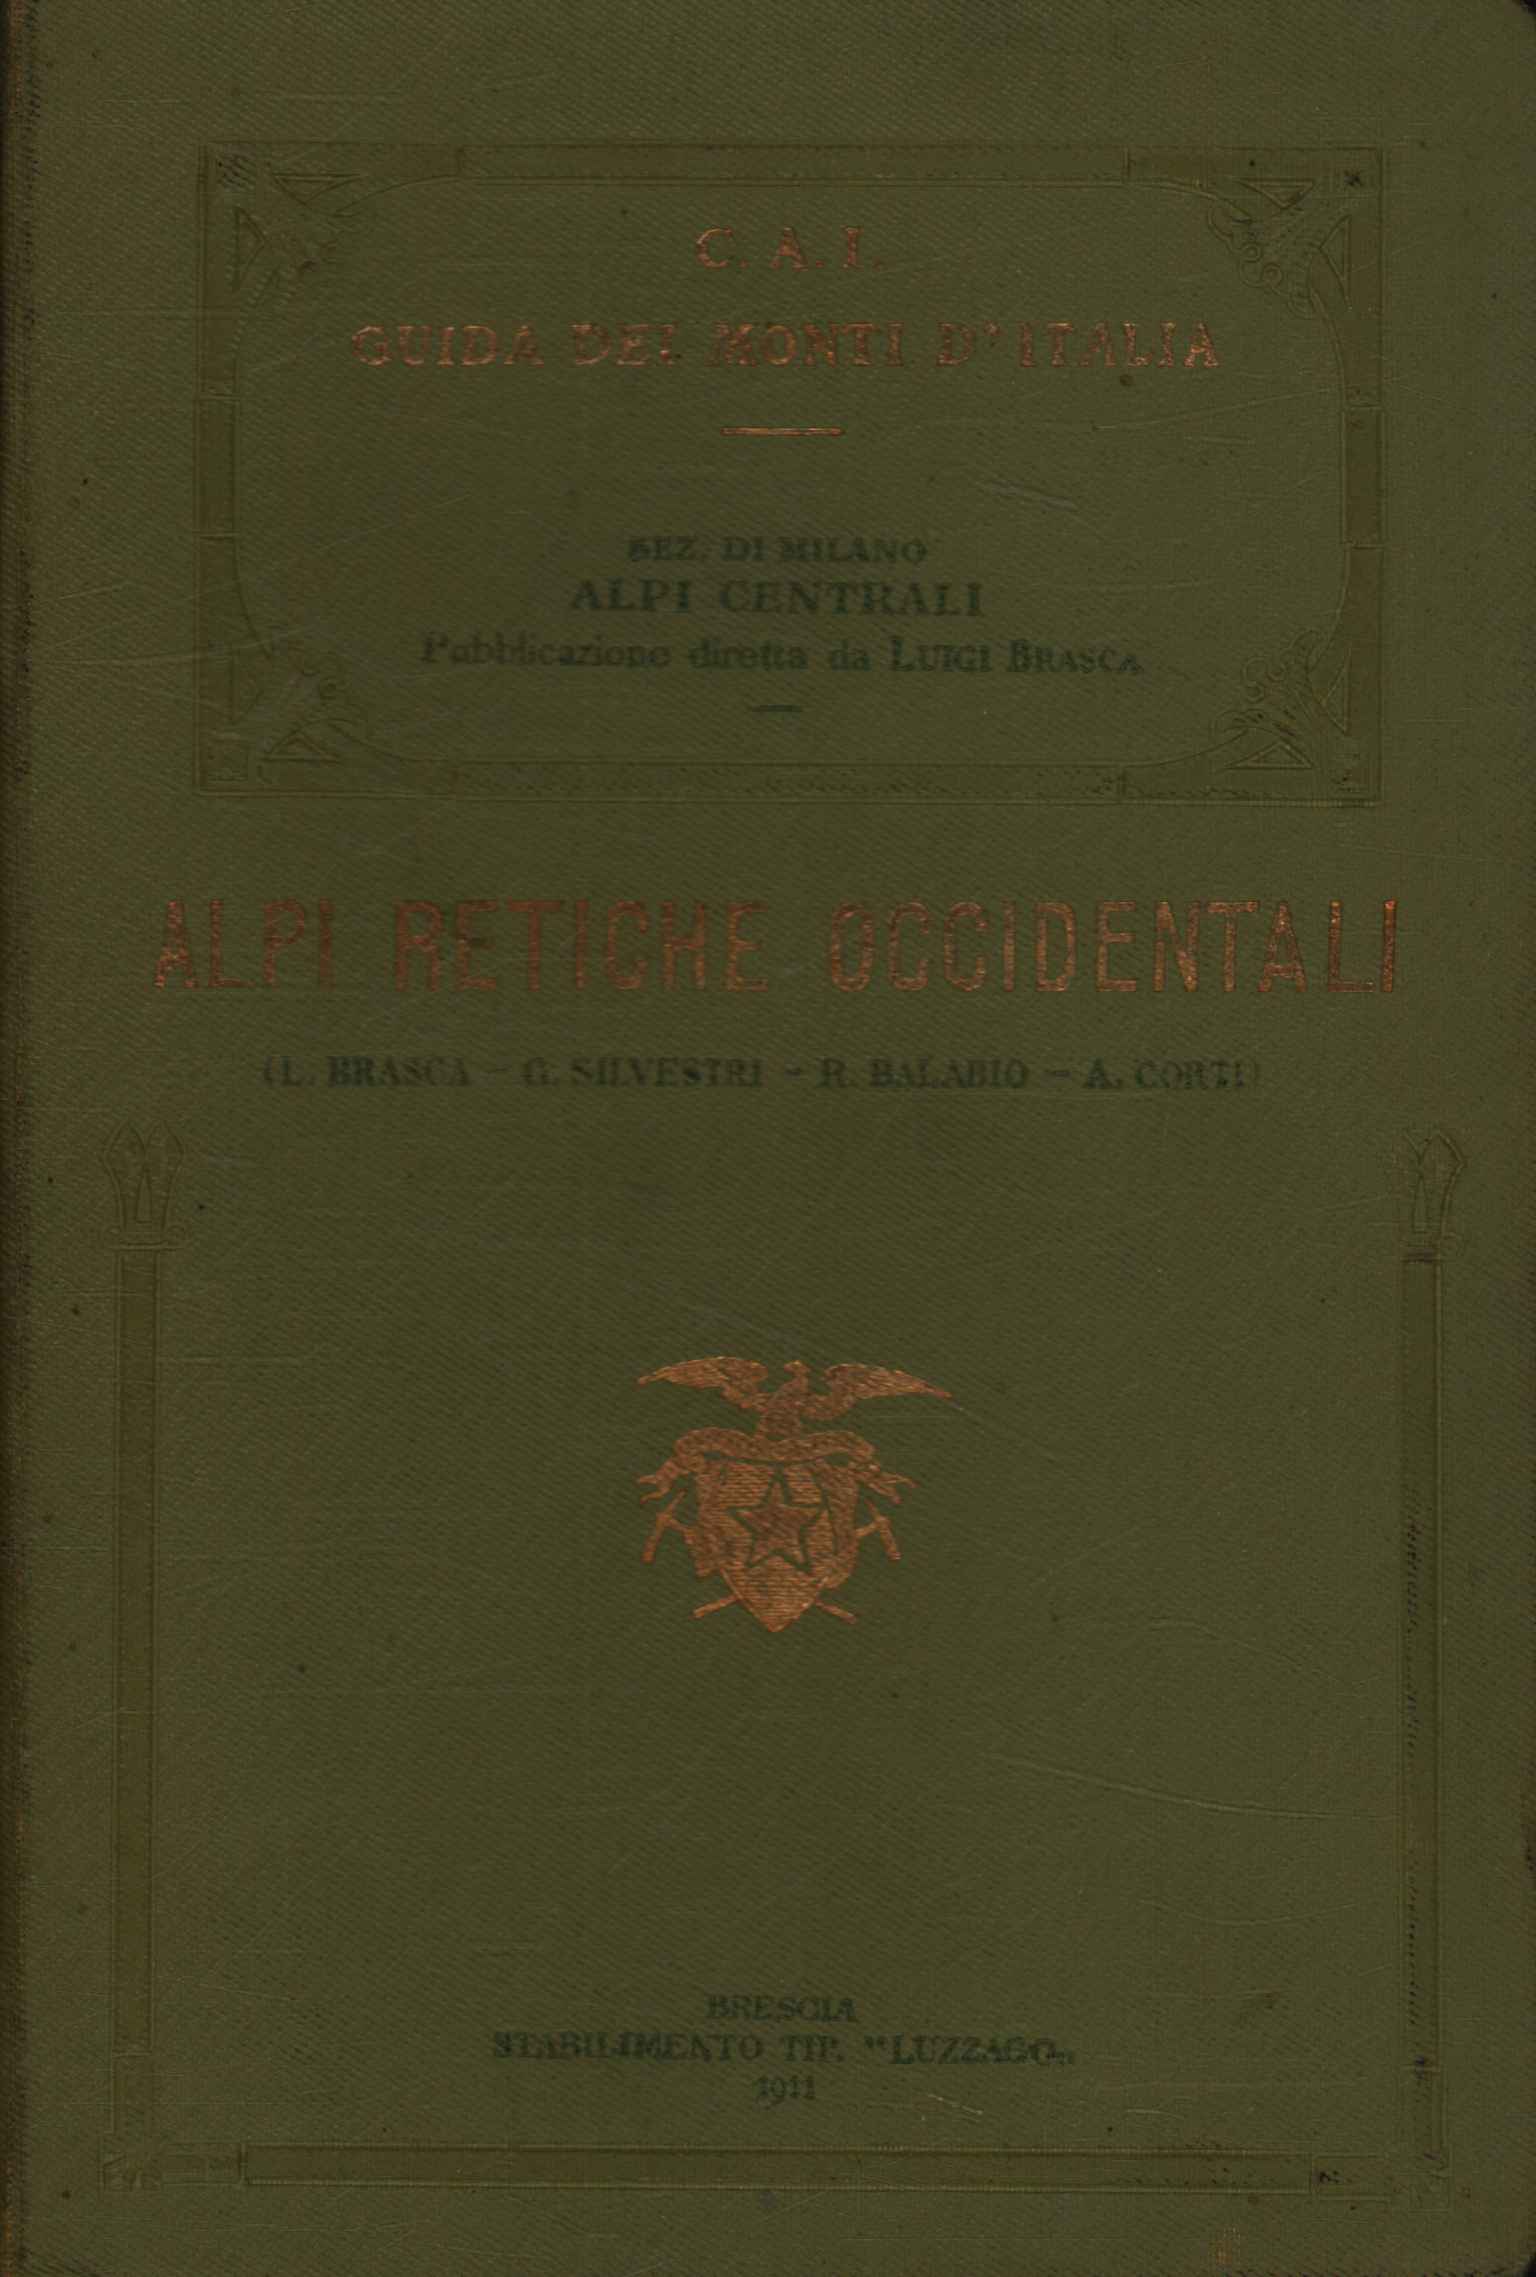 C. A. I.
GUIDA DEI MONTI D'ITALIA
SEZ. DI MILANO
ALPI CENTRALI
Pubblicazione diretta da LUIGI BRASCA
ALPI RETICHE OCCIDENTALI
(L. BRASCA - G. SILVESTRI - R. BALABIO - A. CORTI)
BRESCIA
STABILIMENTO TIP. "LUZZAGO„
1911